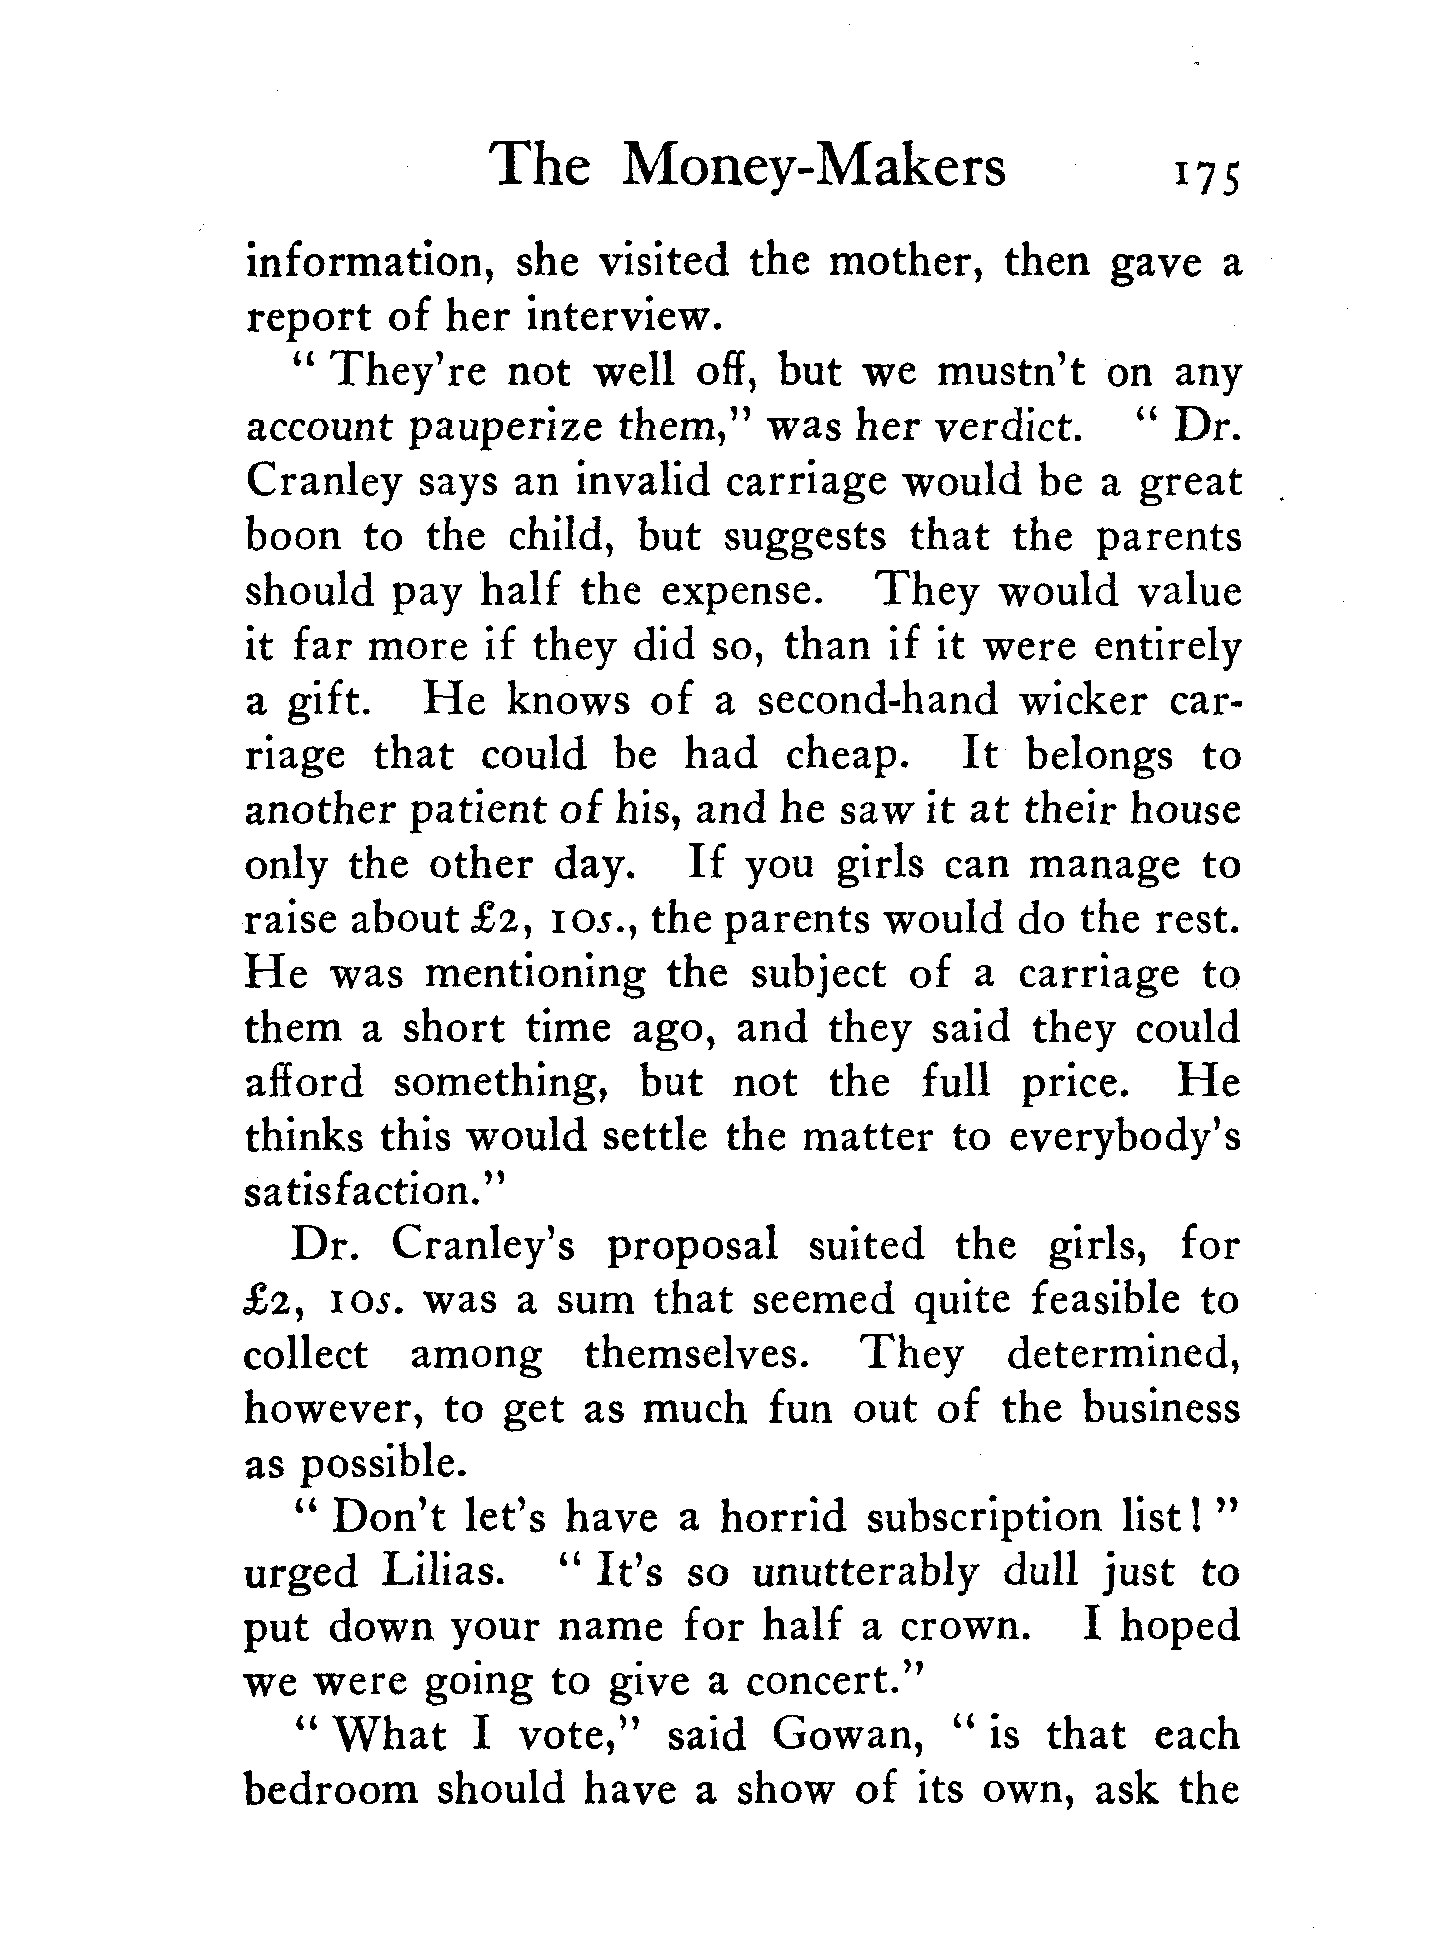 The Money-Makers 175
information, she visited the mother, then gave a
report of her interview.
" They're not well off, but we mustn't on any
account pauperize them," was her verdict. " Dr.
Cranley says an invalid carriage would be a great
boon to the child, but suggests that the parents
should pay half the expense. They would value
it far more if they did so, than if it were entirely
a gift. He knows of a second-hand wicker car-
riage that could be had cheap. It belongs to
another patient of his, and he saw it at their house
only the other day. If you girls can manage to
raise about £2, 10s., the parents would do the rest.
He was mentioning the subject of a carriage to
them a short time ago, and they said they could
afford something, but not the full price. He
thinks this would settle the matter to everybody's
satisfaction."
Dr. Cranley's proposal suited the girls, for
£2, 10s. was a sum that seemed quite feasible to
collect among themselves. They determined,
however, to get as much fun out of the business
as possible.
" Don't let's have a horrid subscription list! "
urged Lilias. " It's so unutterably dull just to
put down your name for half a crown. I hoped
we were going to give a concert."
" What I vote," said Gowan, " is that each
bedroom should have a show of its own, ask the